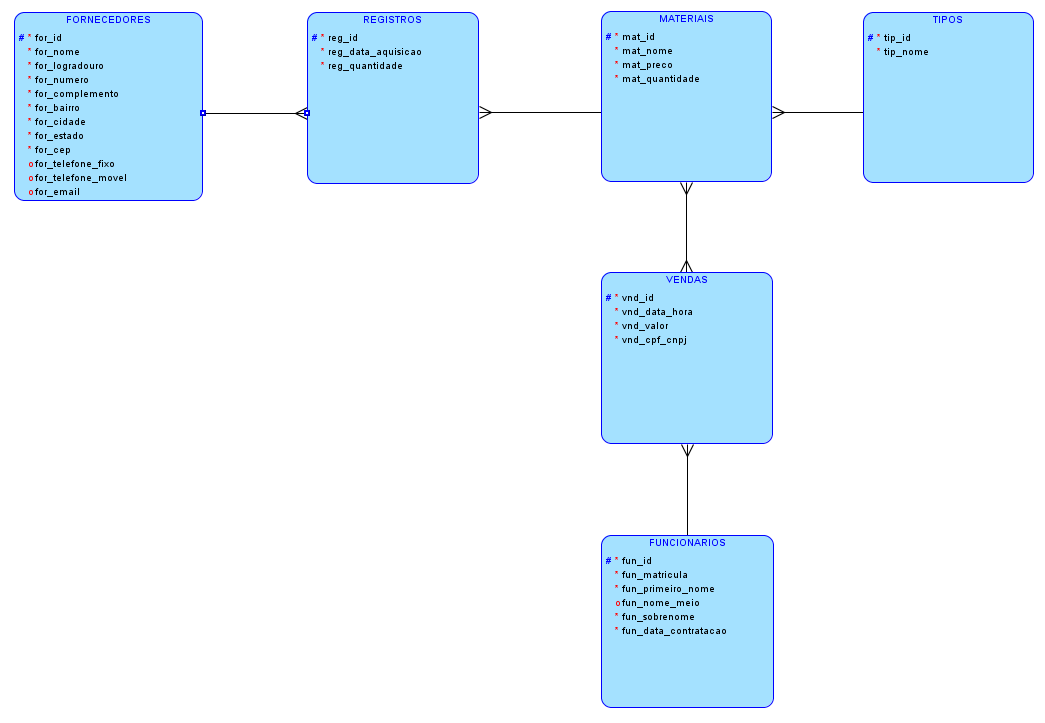 FORNECEDORES
# * for_id
* for_nome
* for_logradouro
* for_numero
* for_complemento
* for_bairro
* for_cidade
* for_estado
* for_cep
o for_telefone_fixo
o for_telefone_movel
o for_email
REGISTROS
# * reg_id
* reg_data_aquisicao
* reg_quantidade
MATERIAIS
# * mat_id
* mat_nome
* mat_preco
* mat_quantidade
TIPOS
# * tip_id
* tip_nome
VENDAS
# * vnd_id
* vnd_data_hora
* vnd_valor
* vnd_cpf_cnpj
FUNCIONARIOS
# * fun_id
* fun_matricula
* fun_primeiro_nome
o fun_nome_meio
* fun_sobrenome
* fun_data_contratacao